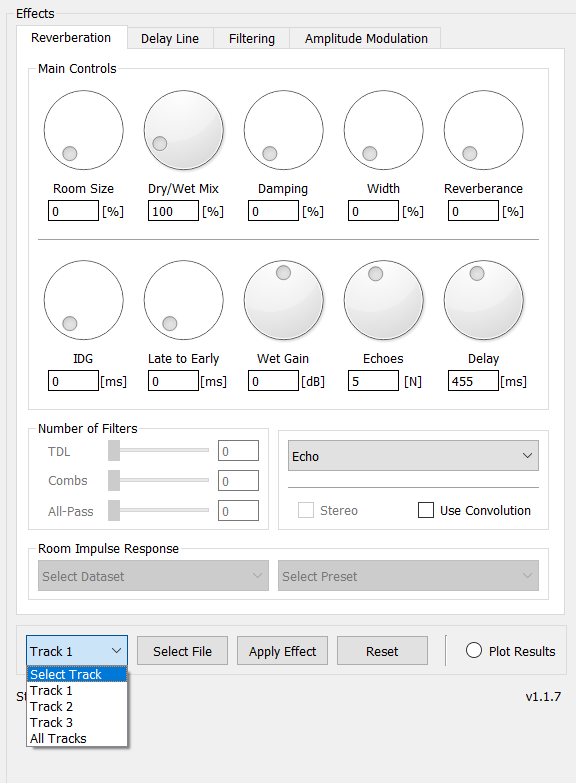 Effects
Reverberation Delay Line Filtering Amplitude Modulation
Main Controls
Room Size Dry/Wet Mix Damping Width Reverberance
0 [%] 100 [%] 0 [%] 0 [%] 0 [%]
IDG Late to Early Wet Gain Echoes Delay
0 [ms] 0 [ms] 0 [dB] 5 [N] 455 [ms]
Number of Filters
TDL 0
Combs 0
All-Pass 0
Echo
Stereo Use Convolution
Room Impulse Response
Select Dataset Select Preset
Track 1 Select File Apply Effect Reset Plot Results
Select Track
Track 1
Track 2
Track 3
All Tracks
v1.1.7